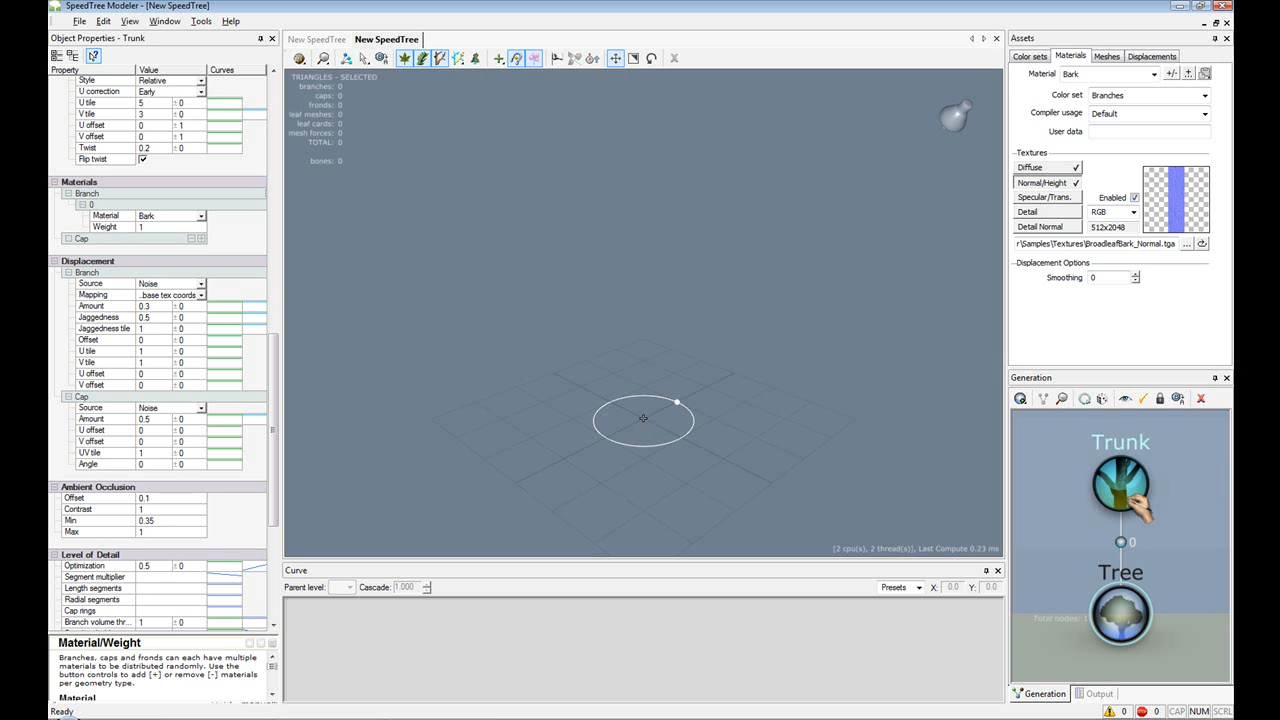 SpeedTree Modeler - [New SpeedTree]
File Edit View Window Tools Help
Object Properties - Trunk
Property Value Curves
Style Relative
U correction Early
U tile 5 ± 0
V tile 3 ± 0
U offset 0 ± 1
V offset 0 ± 1
Twist 0.2 ± 0
Flip twist
Materials
Branch
0
Material Bark
Weight 1
Cap
Displacement
Branch
Source Noise
Mapping ..base tex coords
Amount 0.3 ± 0
Jaggedness 0.5 ± 0
Jaggedness tile 1 ± 0
Offset 0 ± 0
U tile 1 ± 0
V tile 1 ± 0
U offset 0 ± 0
V offset 0 ± 0
Cap
Source Noise
Amount 0.5 ± 0
U offset 0 ± 0
V offset 0 ± 0
UV tile 1 ± 0
Angle 0 ± 0
Ambient Occlusion
Offset 0.1
Contrast 1
Min 0.35
Max 1
Level of Detail
Optimization 0.5 ± 0
Segment multiplier
Length segments
Radial segments
Cap rings
Branch volume thr... 1 ± 0
Material/Weight
Branches, caps and fronds can each have multiple
materials to be distributed randomly. Use the
button controls to add [+] or remove [-] materials
per geometry type.
Material
Ready
New SpeedTree New SpeedTree
TRIANGLES - SELECTED
branches: 0
caps: 0
fronds: 0
leaf meshes: 0
leaf cards: 0
mesh forces: 0
TOTAL: 0
bones: 0
[2 cpu(s), 2 thread(s)], Last Compute 0.23 ms
Curve
Parent level: Cascade: 1.000 Presets X: 0.0 Y: 0.0
Assets
Color sets Materials Meshes Displacements
Material Bark
Color set Branches
Compiler usage Default
User data
Textures
Diffuse
Normal/Height
Specular/Trans. Enabled
Detail RGB
Detail Normal 512x2048
r\Samples\Textures\BroadleafBark_Normal.tga ...
Displacement Options
Smoothing 0
Generation
Trunk
0
Tree
Total nodes: 1
Generation Output
0 0 CAP NUM SCRL